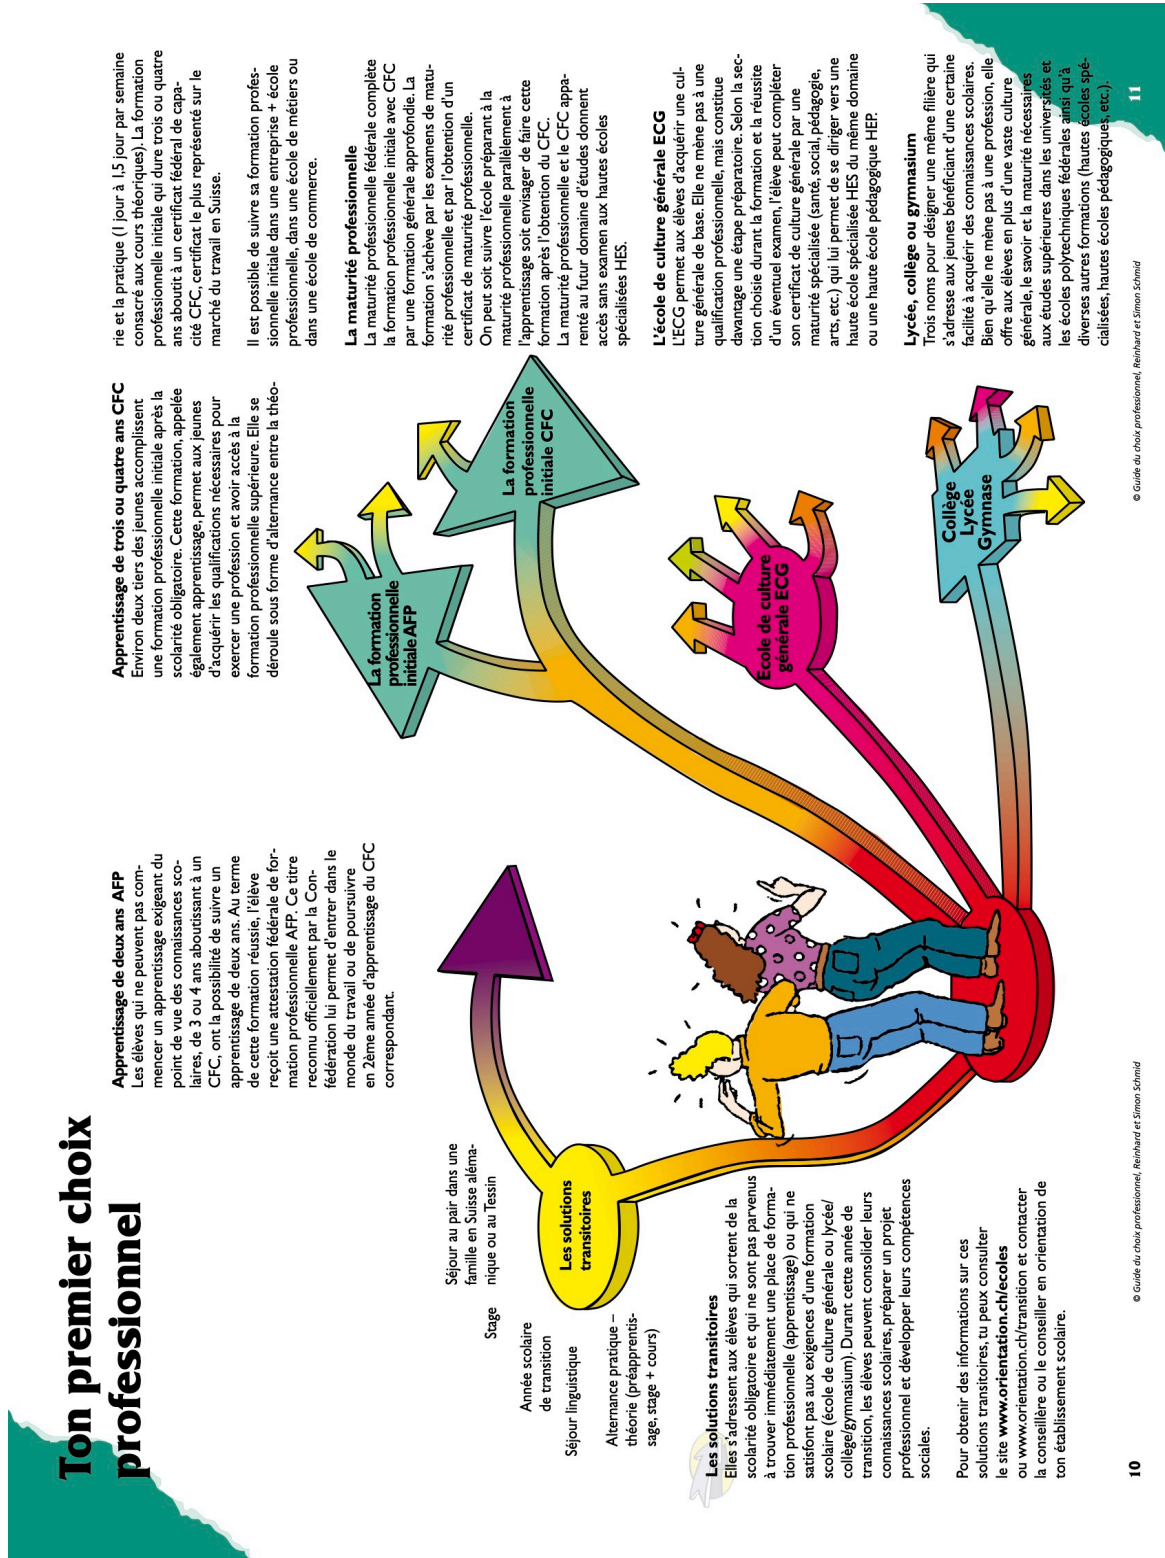 Ton premier choix
professionnel
Apprentissage de deux ans AFP
Les élèves qui ne peuvent pas com-
mencer un apprentissage exigeant du
point de vue des connaissances sco-
laires, de 3 ou 4 ans aboutissant à un
CFC, ont la possibilité de suivre un
apprentissage de deux ans. Au terme
de cette formation réussie, l'élève
reçoit une attestation fédérale de for-
mation professionnelle AFP. Ce titre
reconnu officiellement par la Con-
fédération lui permet d'entrer dans le
monde du travail ou de poursuivre
en 2ème année d'apprentissage du CFC
correspondant.
Séjour au pair dans une
famille en Suisse aléma-
nique ou au Tessin
Stage
Année scolaire
de transition
Séjour linguistique
Alternance pratique –
théorie (préapprentis-
sage, stage + cours)
Les solutions
transitoires
Les solutions transitoires
Elles s'adressent aux élèves qui sortent de la
scolarité obligatoire et qui ne sont pas parvenus
à trouver immédiatement une place de forma-
tion professionnelle (apprentissage) ou qui ne
satisfont pas aux exigences d'une formation
scolaire (école de culture générale ou lycée/
collège/gymnasium). Durant cette année de
transition, les élèves peuvent consolider leurs
connaissances scolaires, préparer un projet
professionnel et développer leurs compétences
sociales.
Pour obtenir des informations sur ces
solutions transitoires, tu peux consulter
le site www.orientation.ch/ecoles
ou www.orientation.ch/transition et contacter
la conseillère ou le conseiller en orientation de
ton établissement scolaire.
10
© Guide du choix professionnel, Reinhard et Simon Schmid
Apprentissage de trois ou quatre ans CFC
Environ deux tiers des jeunes accomplissent
une formation professionnelle initiale après la
scolarité obligatoire. Cette formation, appelée
également apprentissage, permet aux jeunes
d'acquérir les qualifications nécessaires pour
exercer une profession et avoir accès à la
formation professionnelle supérieure. Elle se
déroule sous forme d'alternance entre la théo-
rie et la pratique (1 jour à 1,5 jour par semaine
consacré aux cours théoriques). La formation
professionnelle initiale qui dure trois ou quatre
ans aboutit à un certificat fédéral de capa-
cité CFC, certificat le plus représenté sur le
marché du travail en Suisse.
Il est possible de suivre sa formation profes-
sionnelle initiale dans une entreprise + école
professionnelle, dans une école de métiers ou
dans une école de commerce.
La maturité professionnelle
La maturité professionnelle fédérale complète
la formation professionnelle initiale avec CFC
par une formation générale approfondie. La
formation s'achève par les examens de matu-
rité professionnelle et par l'obtention d'un
certificat de maturité professionnelle.
On peut soit suivre l'école préparant à la
maturité professionnelle parallèlement à
l'apprentissage soit envisager de faire cette
formation après l'obtention du CFC.
La maturité professionnelle et le CFC appa-
renté au futur domaine d'études donnent
accès sans examen aux hautes écoles
spécialisées HES.
L'école de culture générale ECG
L'ECG permet aux élèves d'acquérir une cul-
ture générale de base. Elle ne mène pas à une
qualification professionnelle, mais constitue
davantage une étape préparatoire. Selon la sec-
tion choisie durant la formation et la réussite
d'un éventuel examen, l'élève peut compléter
son certificat de culture générale par une
maturité spécialisée (santé, social, pédagogie,
arts, etc.) qui lui permet de se diriger vers une
haute école spécialisée HES du même domaine
ou une haute école pédagogique HEP.
Lycée, collège ou gymnasium
Trois noms pour désigner une même filière qui
s'adresse aux jeunes bénéficiant d'une certaine
facilité à acquérir des connaissances scolaires.
Bien qu'elle ne mène pas à une profession, elle
offre aux élèves en plus d'une vaste culture
générale, le savoir et la maturité nécessaires
aux études supérieures dans les universités et
les écoles polytechniques fédérales ainsi qu'à
diverses autres formations (hautes écoles spé-
cialisées, hautes écoles pédagogiques, etc.).
La formation
professionnelle
initiale AFP
La formation
professionnelle
initiale CFC
Ecole de culture
générale ECG
Collège
Lycée
Gymnase
© Guide du choix professionnel, Reinhard et Simon Schmid
11